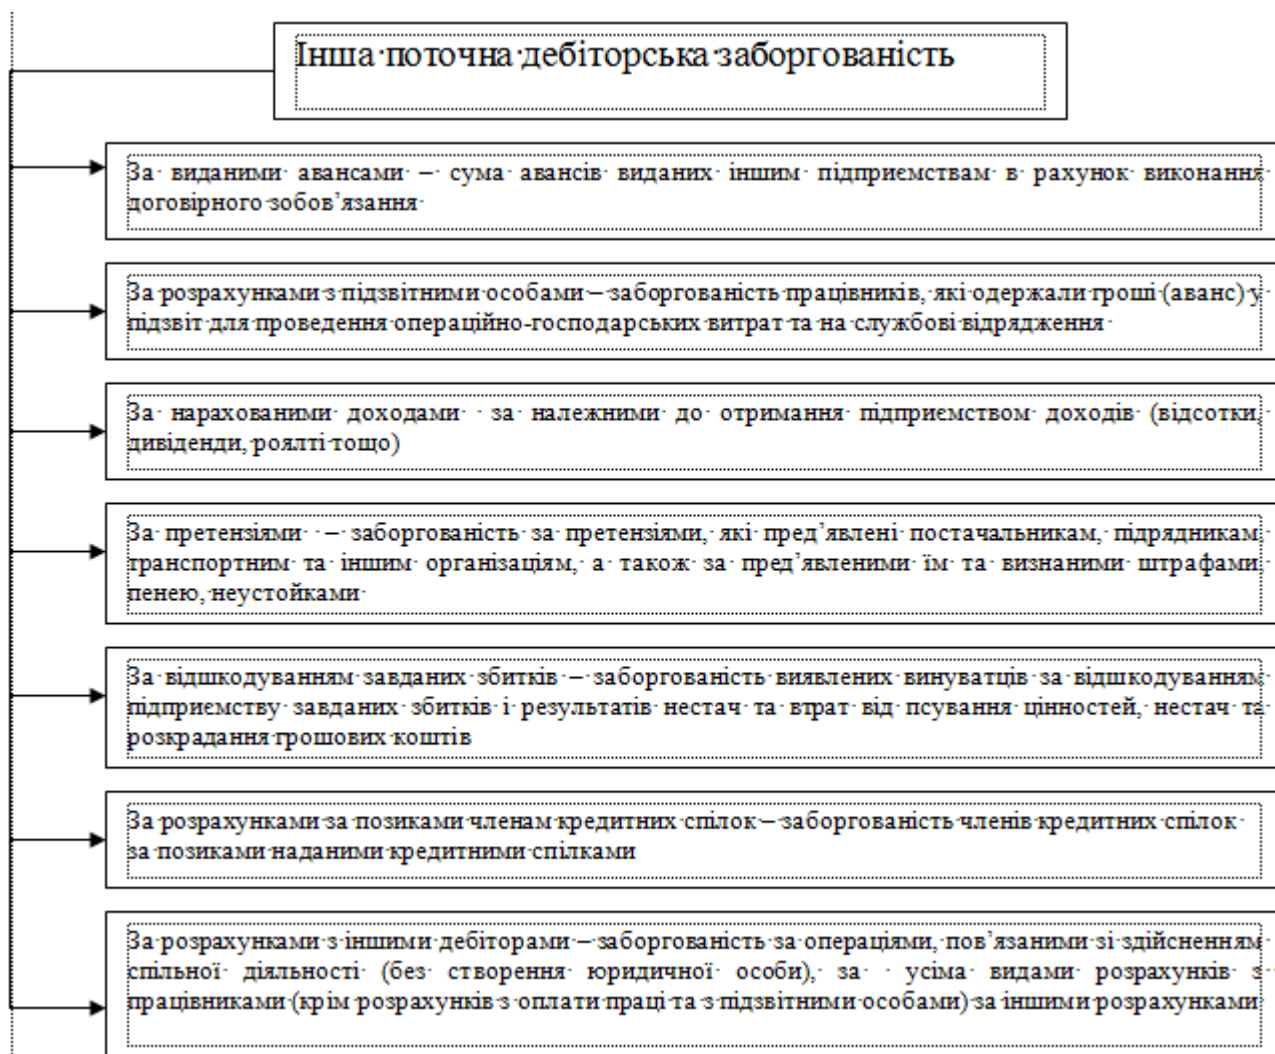 Інша поточна дебіторська заборгованість
За виданими авансами – сума авансів виданих іншим підприємствам в рахунок виконання
договірного зобов’язання
За розрахунками з підзвітними особами – заборгованість працівників, які одержали гроші (аванс) у
підзвіт для проведення операційно-господарських витрат та на службові відрядження
За нарахованими доходами за належними до отримання підприємством доходів (відсотки,
дивіденди, роялті тощо)
За претензіями – заборгованість за претензіями, які пред’явлені постачальникам, підрядникам,
транспортним та іншим організаціям, а також за пред’явленими їм та визнаними штрафами,
пенею, неустойками
За відшкодуванням завданих збитків – заборгованість виявлених винуватців за відшкодуванням
підприємству завданих збитків і результатів нестач та втрат від псування цінностей, нестач та
розкрадання грошових коштів
За розрахунками за позиками членам кредитних спілок – заборгованість членів кредитних спілок
за позиками наданими кредитними спілками
За розрахунками з іншими дебіторами – заборгованість за операціями, пов’язаними зі здійсненням
спільної діяльності (без створення юридичної особи), за усіма видами розрахунків з
працівниками (крім розрахунків з оплати праці та з підзвітними особами) за іншими розрахунками